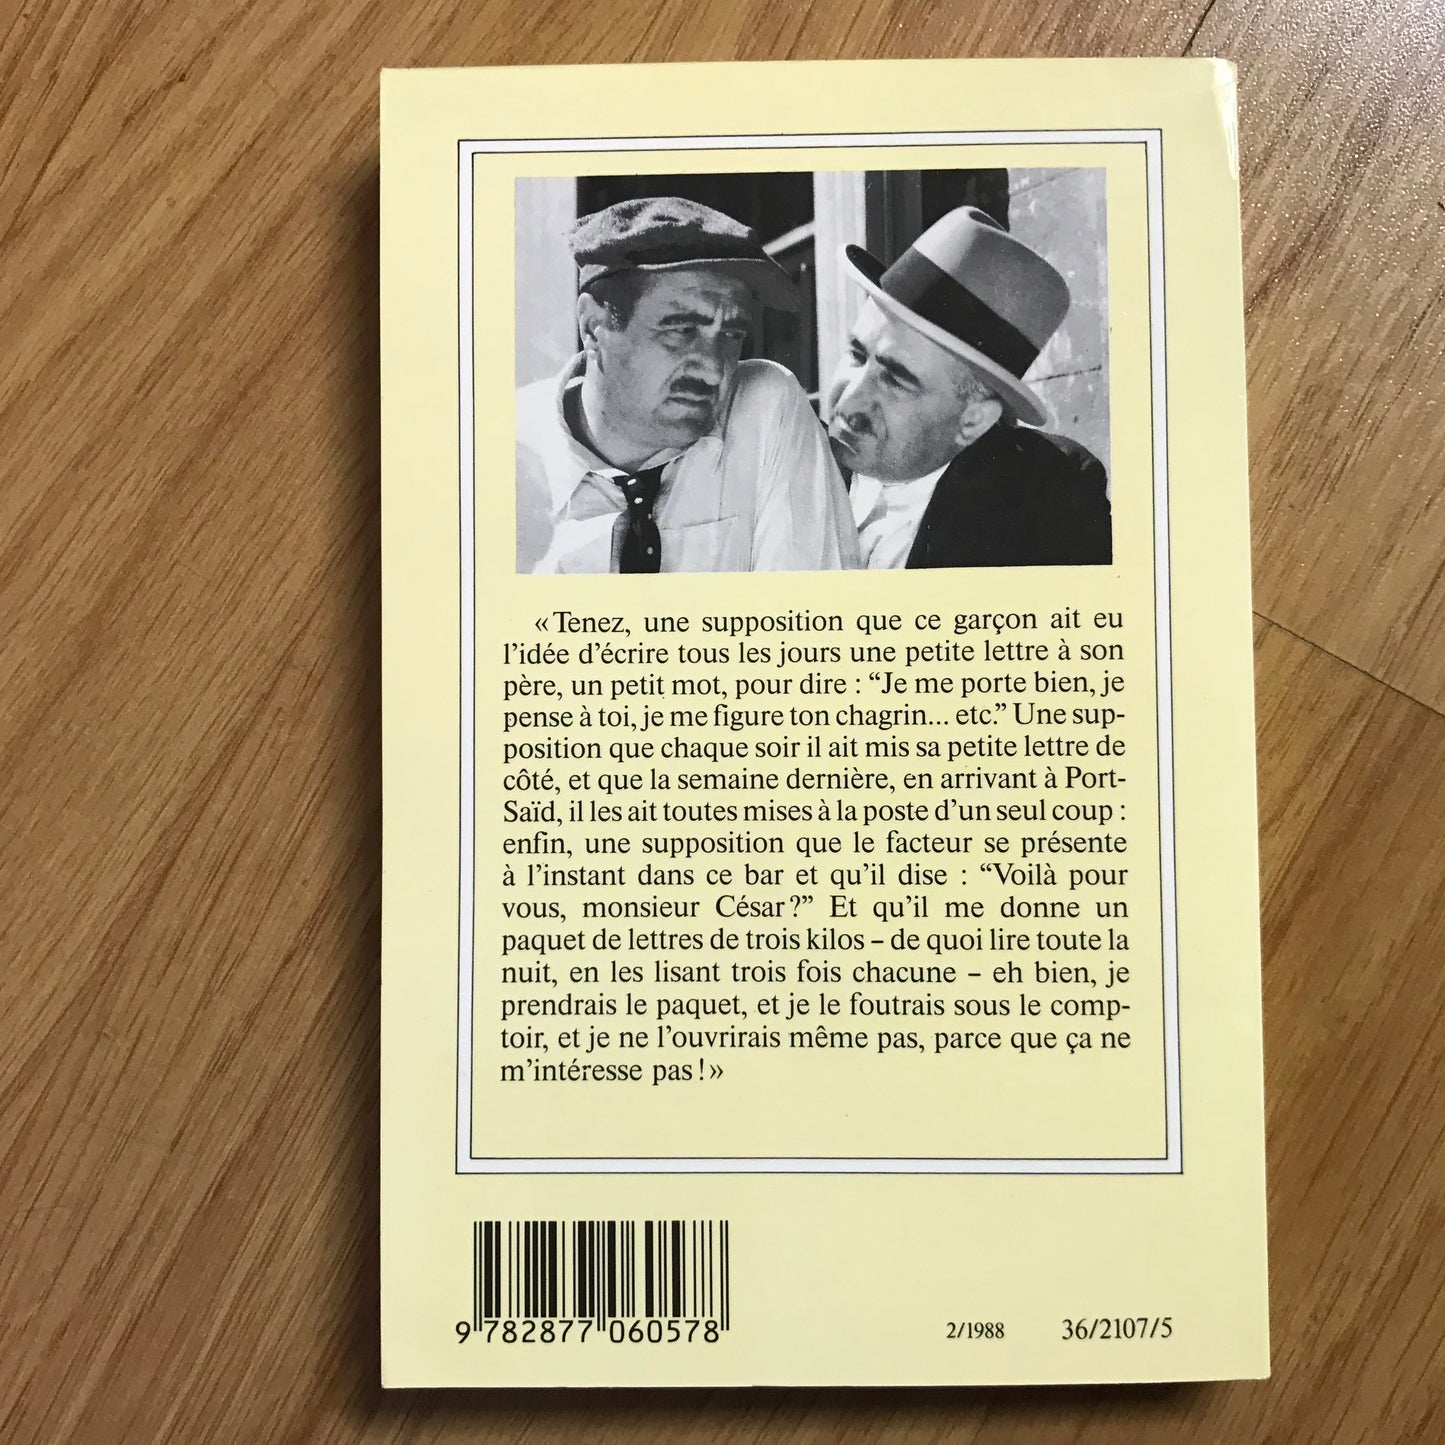 « Tenez, une supposition que ce garçon ait eu
l’idée d’écrire tous les jours une petite lettre à son
père, un petit mot, pour dire : “Je me porte bien, je
pense à toi, je me figure ton chagrin... etc.” Une sup-
position que chaque soir il ait mis sa petite lettre de
côté, et que la semaine dernière, en arrivant à Port-
Saïd, il les ait toutes mises à la poste d’un seul coup :
enfin, une supposition que le facteur se présente
à l’instant dans ce bar et qu’il dise : “Voilà pour
vous, monsieur César ?” Et qu’il me donne un
paquet de lettres de trois kilos – de quoi lire toute la
nuit, en les lisant trois fois chacune – eh bien, je
prendrais le paquet, et je le foutrais sous le comp-
toir, et je ne l’ouvrirais même pas, parce que ça ne
m’intéresse pas ! »
9 782877 060578
2/1988 36/2107/5